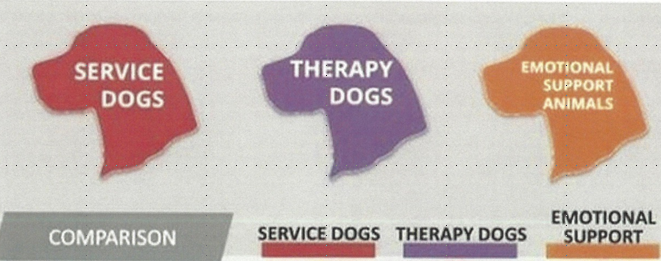 SERVICE
DOGS
THERAPY
DOGS
EMOTIONAL
SUPPORT
ANIMALS
COMPARISON
SERVICE DOGS
THERAPY DOGS
EMOTIONAL
SUPPORT